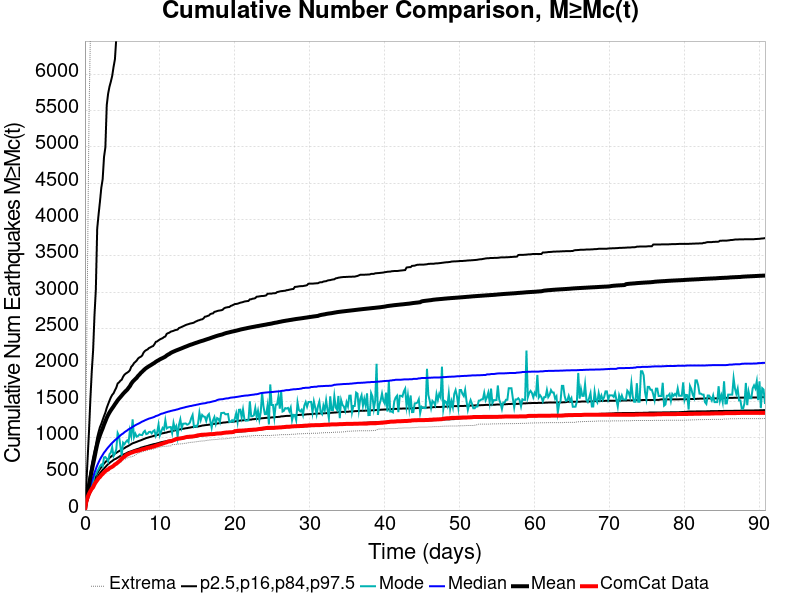 Cumulative Number Comparison, M≥Mc(t)
Cumulative Num Earthquakes M≥Mc(t)
6000
5500
5000
4500
4000
3500
3000
2500
2000
1500
1000
500
0
0 10 20 30 40 50 60 70 80 90
Time (days)
Extrema p2.5,p16,p84,p97.5 Mode Median Mean ComCat Data